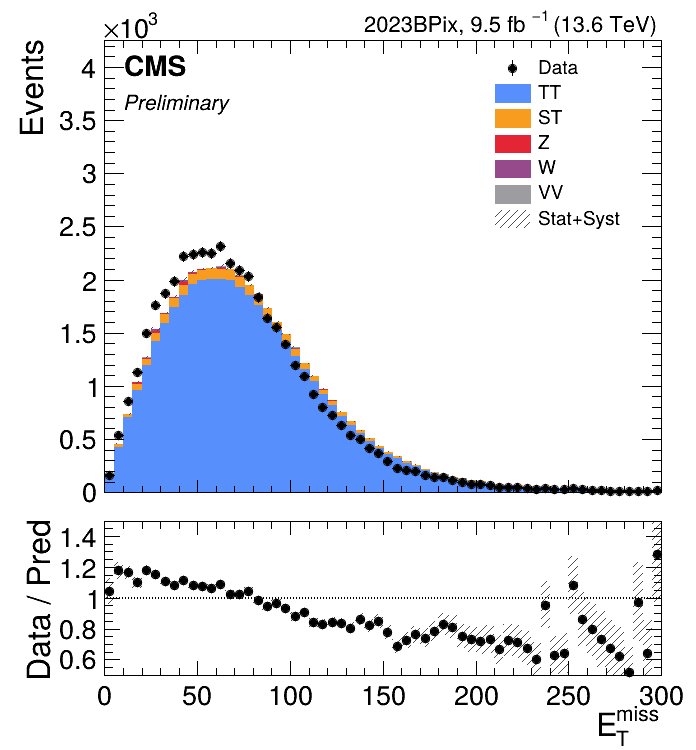 ×10³
2023BPix, 9.5 fb ⁻¹ (13.6 TeV)
CMS
Preliminary
Events
4
3.5
3
2.5
2
1.5
1
0.5
0
Data
TT
ST
Z
W
VV
Stat+Syst
Data / Pred
1.4
1.2
1
0.8
0.6
0 50 100 150 200 250 300
E_T^miss